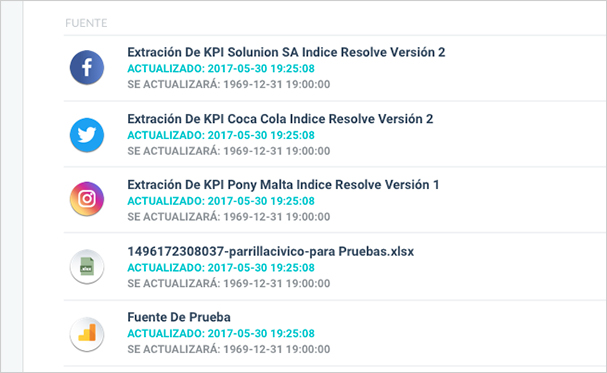 FUENTE
Extración De KPI Solunion SA Indice Resolve Versión 2
ACTUALIZADO: 2017-05-30 19:25:08
SE ACTUALIZARÁ: 1969-12-31 19:00:00
Extración De KPI Coca Cola Indice Resolve Versión 2
ACTUALIZADO: 2017-05-30 19:25:08
SE ACTUALIZARÁ: 1969-12-31 19:00:00
Extración De KPI Pony Malta Indice Resolve Versión 1
ACTUALIZADO: 2017-05-30 19:25:08
SE ACTUALIZARÁ: 1969-12-31 19:00:00
1496172308037-parrillacivico-para Pruebas.xlsx
ACTUALIZADO: 2017-05-30 19:25:08
SE ACTUALIZARÁ: 1969-12-31 19:00:00
Fuente De Prueba
ACTUALIZADO: 2017-05-30 19:25:08
SE ACTUALIZARÁ: 1969-12-31 19:00:00